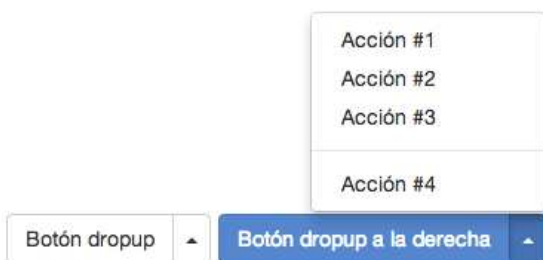 Acción #1
Acción #2
Acción #3
Acción #4
Botón dropup
Botón dropup a la derecha